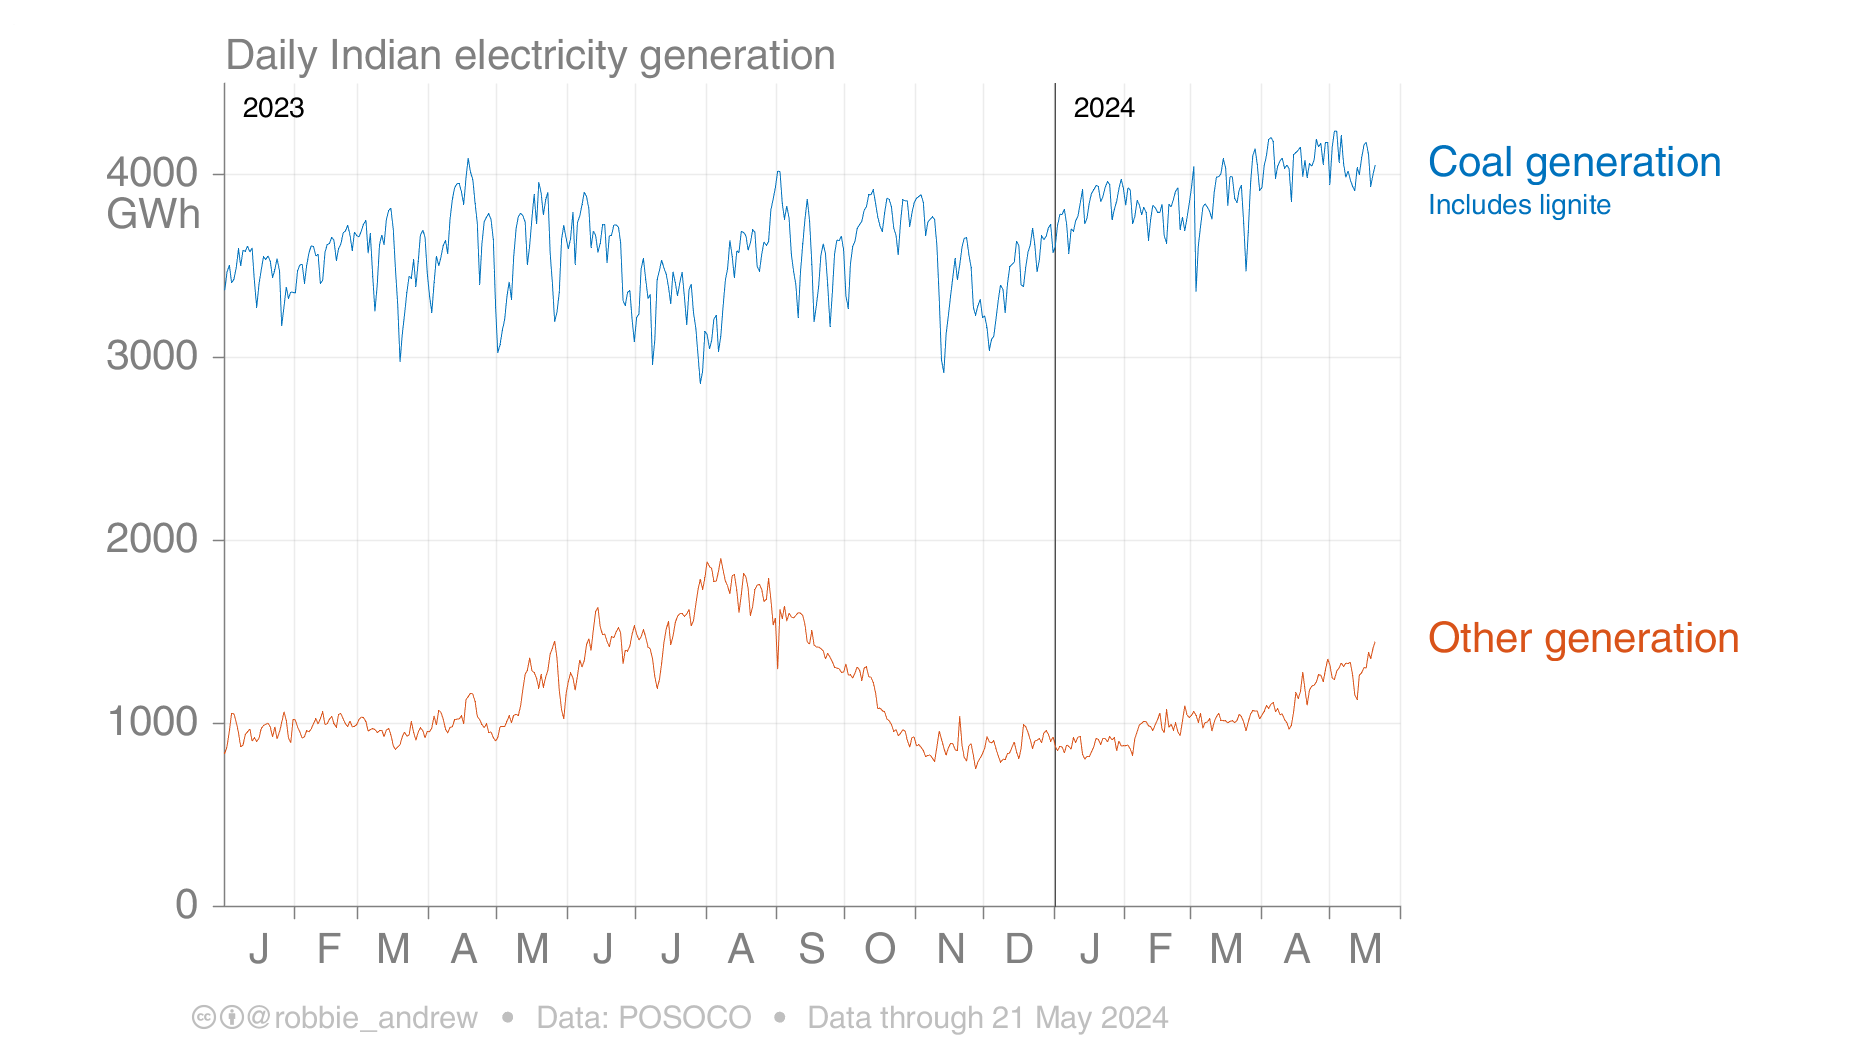 Daily Indian electricity generation
2023
2024
4000
GWh
3000
2000
1000
0
Coal generation
Includes lignite
Other generation
J F M A M J J A S O N D J F M A M
cc @robbie_andrew • Data: POSOCO • Data through 21 May 2024